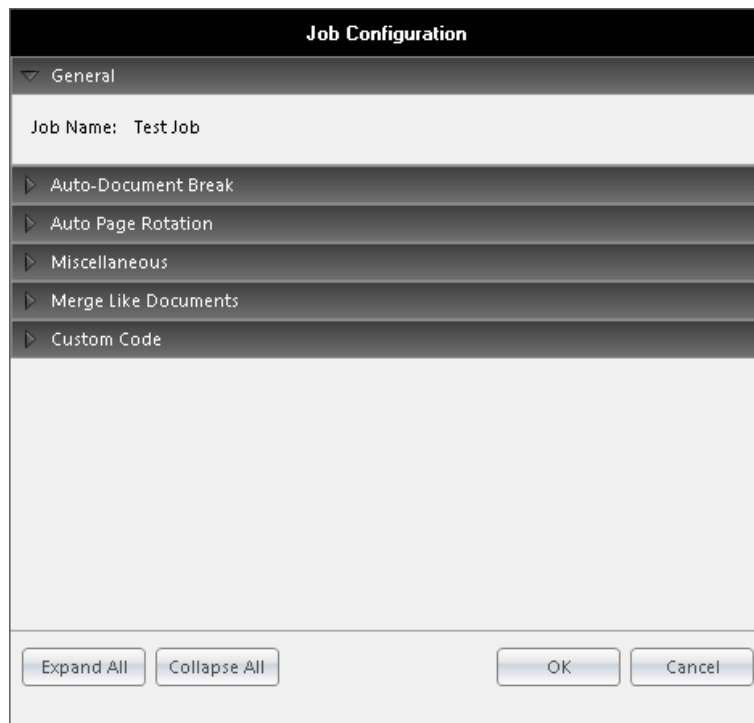 Job Configuration
General
Job Name: Test Job
Auto-Document Break
Auto Page Rotation
Miscellaneous
Merge Like Documents
Custom Code
Expand All Collapse All OK Cancel